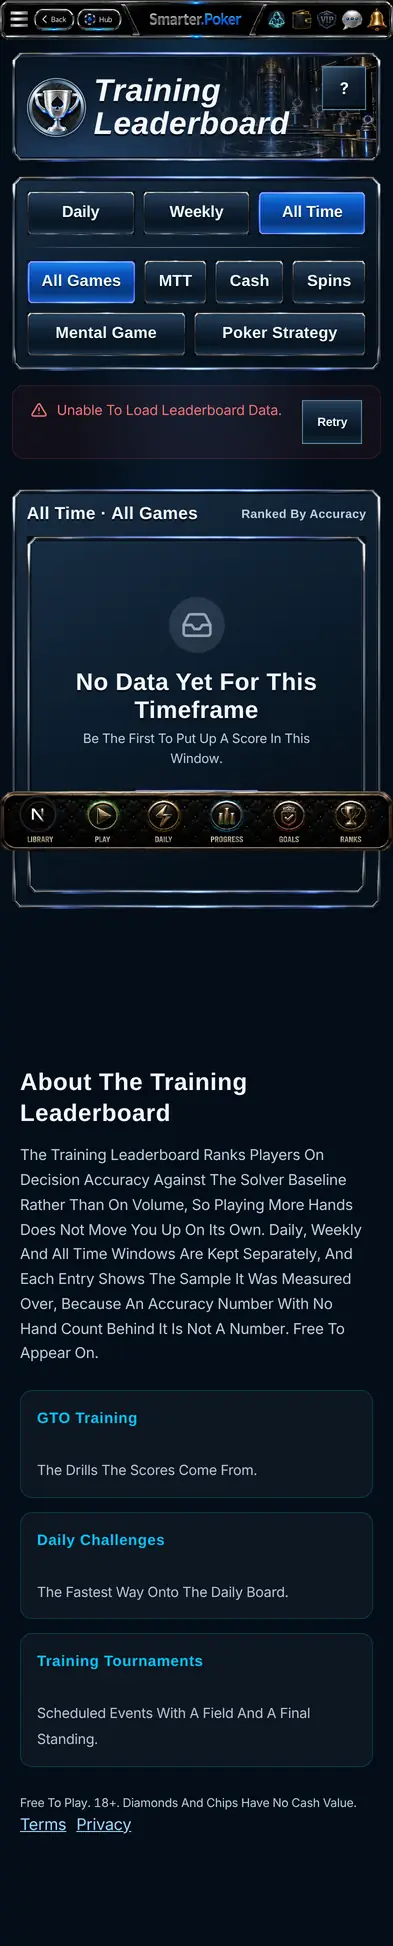 Back
Hub
Smarter.Poker
VIP
Training
Leaderboard
?
Daily
Weekly
All Time
All Games
MTT
Cash
Spins
Mental Game
Poker Strategy
Unable To Load Leaderboard Data.
Retry
All Time · All Games
Ranked By Accuracy
No Data Yet For This
Timeframe
Be The First To Put Up A Score In This
Window.
N
LIBRARY
PLAY
DAILY
PROGRESS
GOALS
RANKS
About The Training
Leaderboard
The Training Leaderboard Ranks Players On
Decision Accuracy Against The Solver Baseline
Rather Than On Volume, So Playing More Hands
Does Not Move You Up On Its Own. Daily, Weekly
And All Time Windows Are Kept Separately, And
Each Entry Shows The Sample It Was Measured
Over, Because An Accuracy Number With No
Hand Count Behind It Is Not A Number. Free To
Appear On.
GTO Training
The Drills The Scores Come From.
Daily Challenges
The Fastest Way Onto The Daily Board.
Training Tournaments
Scheduled Events With A Field And A Final
Standing.
Free To Play. 18+. Diamonds And Chips Have No Cash Value.
Terms Privacy